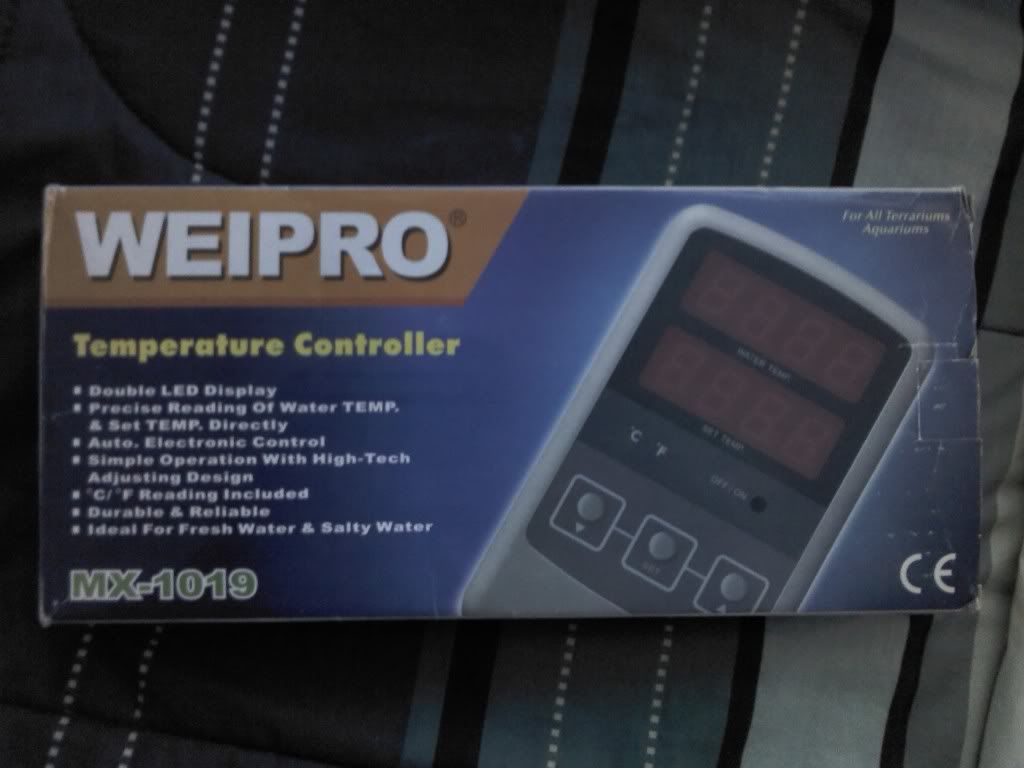 WEIPRO®
For All Terrariums
Aquariums
Temperature Controller
▪ Double LED Display
▪ Precise Reading Of Water TEMP.
& Set TEMP. Directly
▪ Auto. Electronic Control
▪ Simple Operation With High-Tech
Adjusting Design
▪ °C/°F Reading Included
▪ Durable & Reliable
▪ Ideal For Fresh Water & Salty Water
MX-1019
WATER TEMP.
SET TEMP.
°C °F
OFF/ON
SET
CE